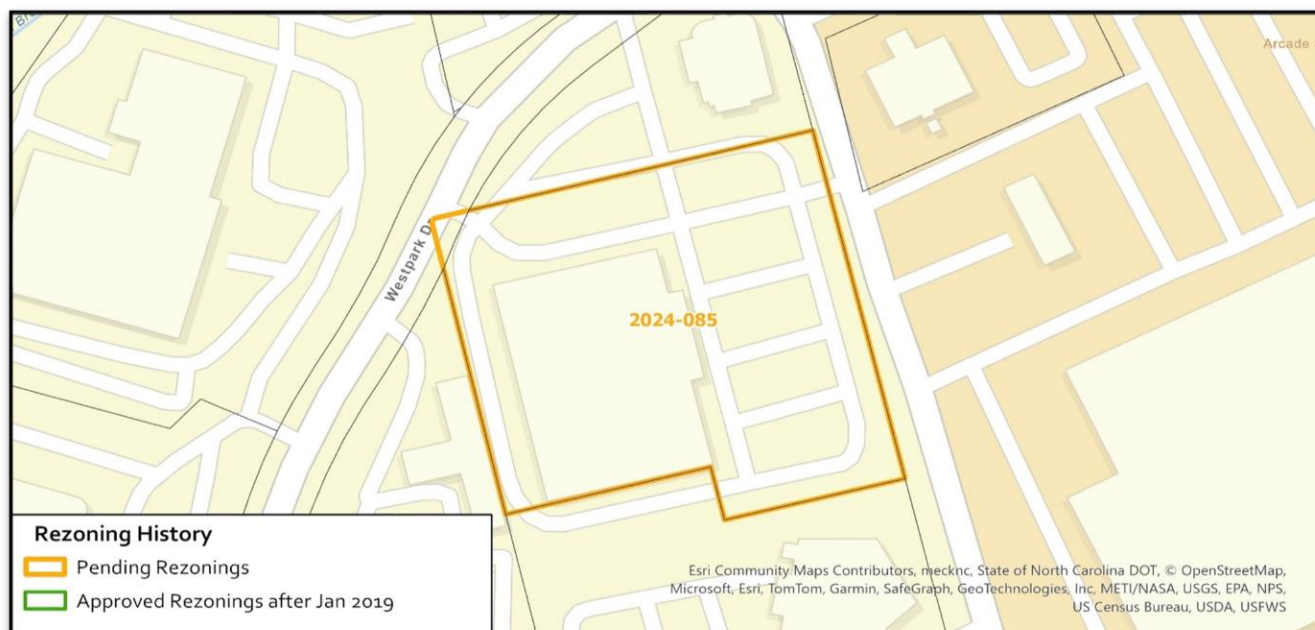 Br
Arcade
Westpark Dr
2024-085
Rezoning History
Pending Rezonings
Approved Rezonings after Jan 2019
Esri Community Maps Contributors, mecknc, State of North Carolina DOT, © OpenStreetMap,
Microsoft, Esri, TomTom, Garmin, SafeGraph, GeoTechnologies, Inc, METI/NASA, USGS, EPA, NPS,
US Census Bureau, USDA, USFWS